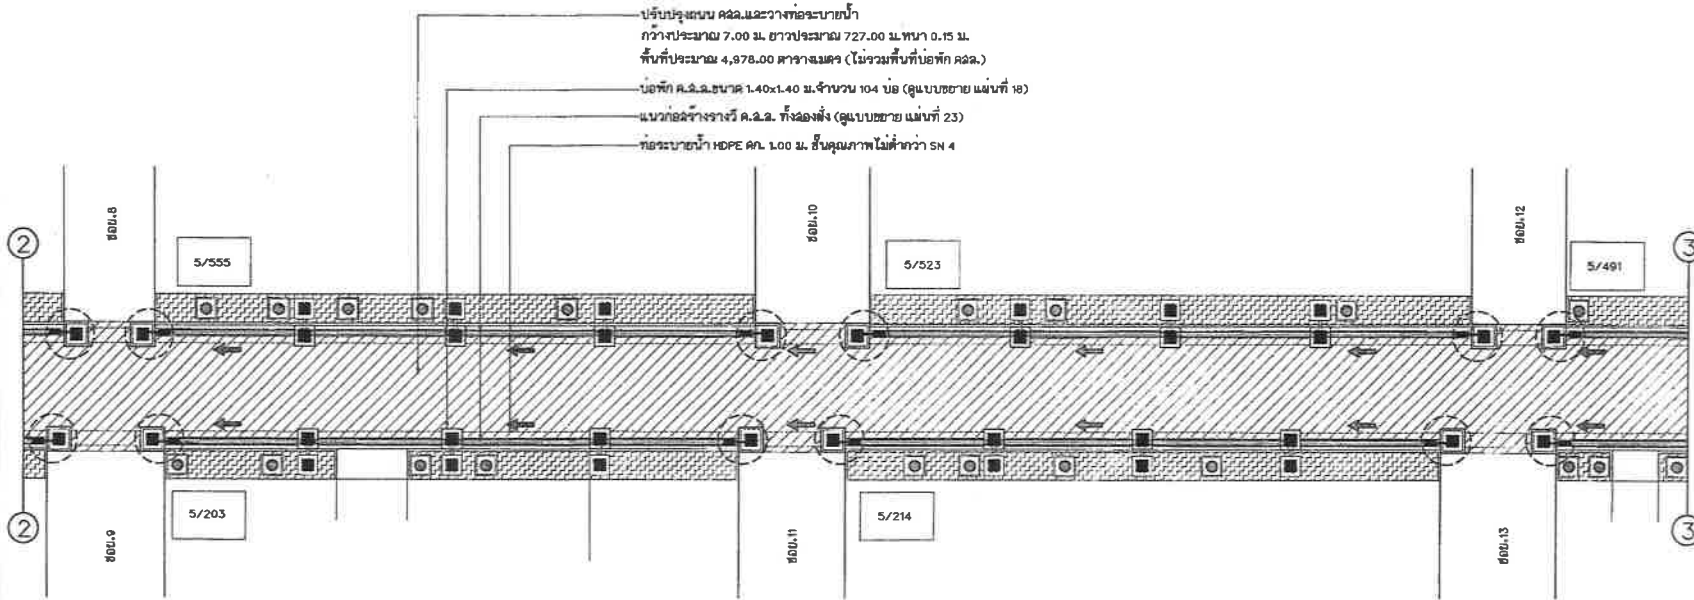 ปรับปรุงถนน คสล.และวางท่อระบายน้ำ
กว้างประมาณ 7.00 ม. ยาวประมาณ 727.00 ม.หนา 0.15 ม.
พื้นที่ประมาณ 4,978.00 ตารางเมตร (ไม่รวมพื้นที่บ่อพัก คสล.)
บ่อพัก ค.ส.ล.ขนาด 1.40x1.40 ม.จำนวน 104 บ่อ (ดูแบบขยาย แผ่นที่ 18)
แนวก่อสร้างรางวี ค.ส.ล. ทั้งสองฝั่ง (ดูแบบขยาย แผ่นที่ 23)
ท่อระบายน้ำ HDPE ศก. 1.00 ม. ชั้นคุณภาพไม่ต่ำกว่า SN 4
ซอย.8
ซอย.10
ซอย.12
2
5/555
5/523
5/491
3
2
5/203
5/214
3
ซอย.9
ซอย.11
ซอย.13